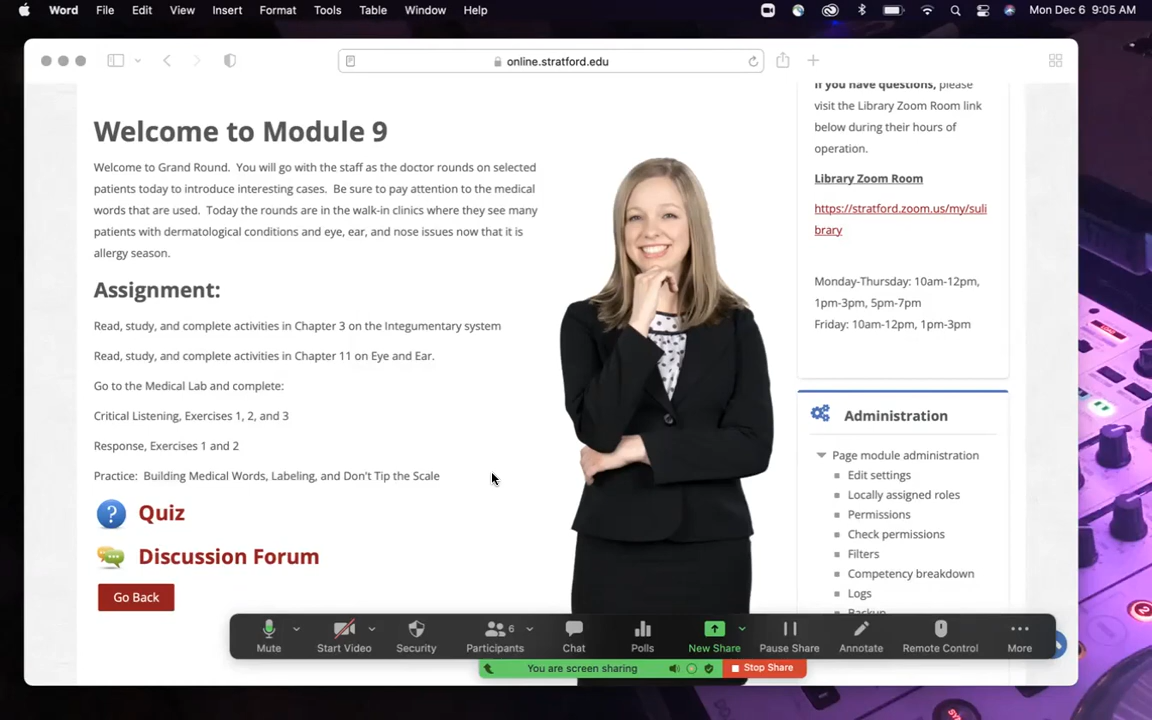 Word File Edit View Insert Format Tools Table Window Help Mon Dec 6 9:05 AM
online.stratford.edu
Welcome to Module 9
Welcome to Grand Round. You will go with the staff as the doctor rounds on selected
patients today to introduce interesting cases. Be sure to pay attention to the medical
words that are used. Today the rounds are in the walk-in clinics where they see many
patients with dermatological conditions and eye, ear, and nose issues now that it is
allergy season.
Assignment:
Read, study, and complete activities in Chapter 3 on the Integumentary system
Read, study, and complete activities in Chapter 11 on Eye and Ear.
Go to the Medical Lab and complete:
Critical Listening, Exercises 1, 2, and 3
Response, Exercises 1 and 2
Practice: Building Medical Words, Labeling, and Don't Tip the Scale
Quiz
Discussion Forum
Go Back
If you have questions, please
visit the Library Zoom Room link
below during their hours of
operation.
Library Zoom Room
https://stratford.zoom.us/my/suli
brary
Monday-Thursday: 10am-12pm,
1pm-3pm, 5pm-7pm
Friday: 10am-12pm, 1pm-3pm
Administration
Page module administration
Edit settings
Locally assigned roles
Permissions
Check permissions
Filters
Competency breakdown
Logs
Backup
6
Mute Start Video Security Participants Chat Polls New Share Pause Share Annotate Remote Control More
You are screen sharing Stop Share